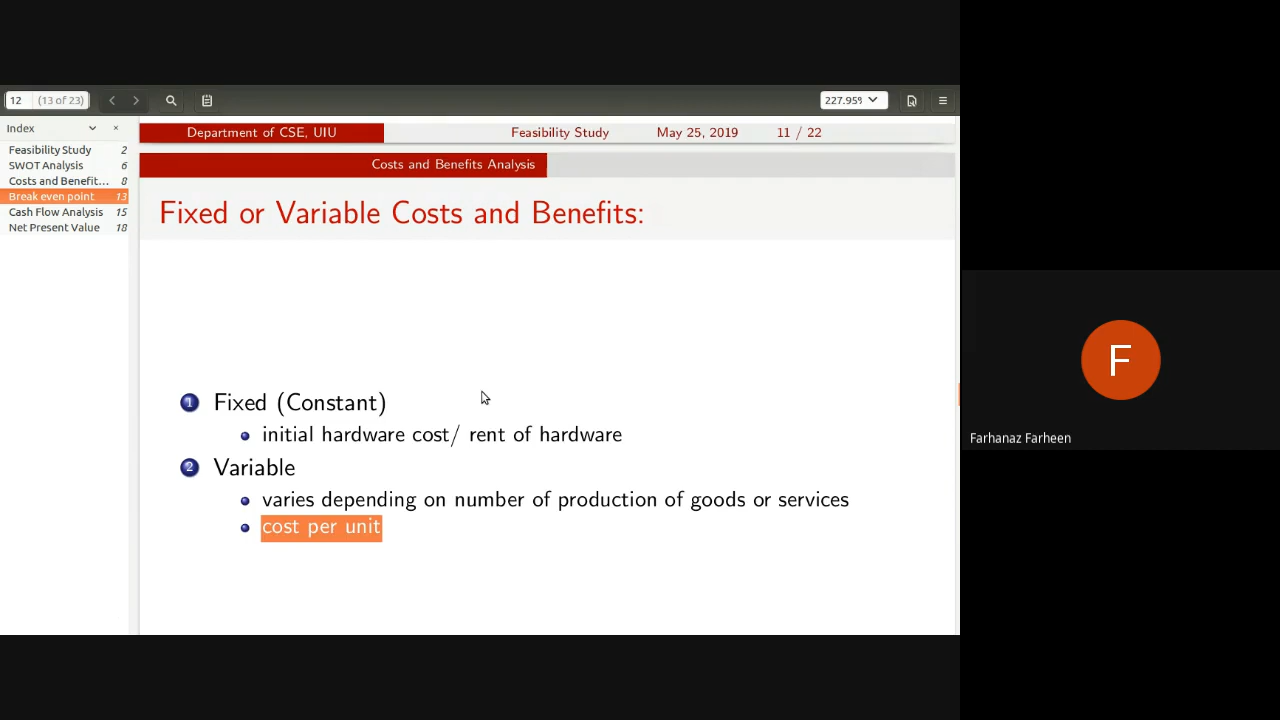 12 (13 of 23)
227.95%
Index
Feasibility Study 2
SWOT Analysis 6
Costs and Benefit... 8
Break even point 13
Cash Flow Analysis 15
Net Present Value 18
Department of CSE, UIU Feasibility Study May 25, 2019 11 / 22
Costs and Benefits Analysis
Fixed or Variable Costs and Benefits:
1 Fixed (Constant)
initial hardware cost/ rent of hardware
2 Variable
varies depending on number of production of goods or services
cost per unit
F
Farhanaz Farheen